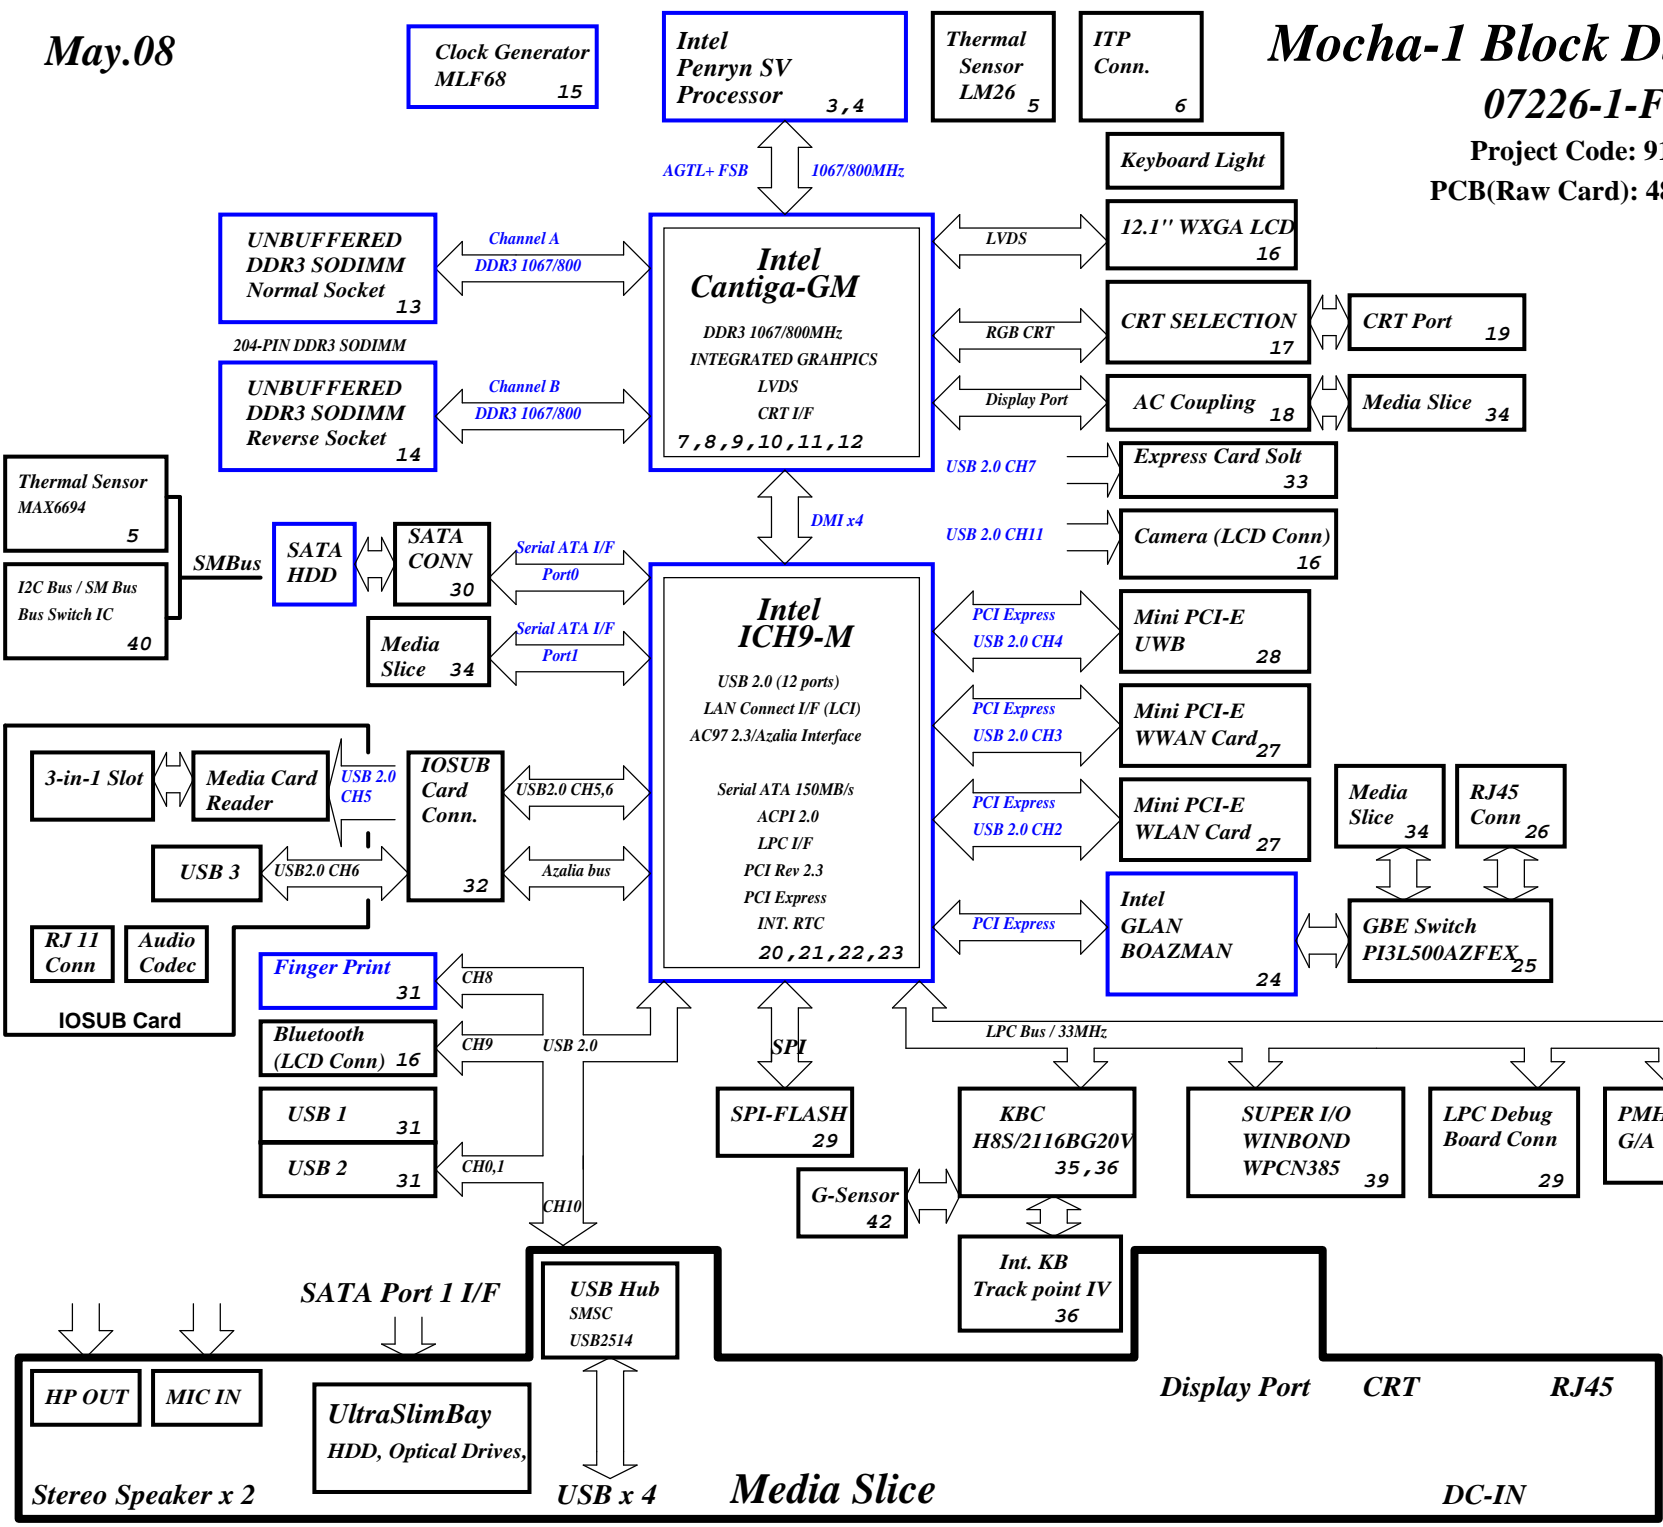 May.08
Clock Generator
MLF68
15
Intel
Penryn SV
Processor
3,4
Thermal
Sensor
LM26
5
ITP
Conn.
6
Mocha-1 Block D
07226-1-F
Project Code: 91
PCB(Raw Card): 48
AGTL+ FSB
1067/800MHz
Keyboard Light
UNBUFFERED
DDR3 SODIMM
Normal Socket
13
Channel A
DDR3 1067/800
204-PIN DDR3 SODIMM
UNBUFFERED
DDR3 SODIMM
Reverse Socket
14
Channel B
DDR3 1067/800
Intel
Cantiga-GM
DDR3 1067/800MHz
INTEGRATED GRAHPICS
LVDS
CRT I/F
7,8,9,10,11,12
LVDS
12.1'' WXGA LCD
16
RGB CRT
CRT SELECTION
17
CRT Port
19
Display Port
AC Coupling
18
Media Slice
34
USB 2.0 CH7
Express Card Solt
33
USB 2.0 CH11
Camera (LCD Conn)
16
DMI x4
Thermal Sensor
MAX6694
5
I2C Bus / SM Bus
Bus Switch IC
40
SMBus
SATA
HDD
SATA
CONN
30
Serial ATA I/F
Port0
Media
Slice
34
Serial ATA I/F
Port1
Intel
ICH9-M
USB 2.0 (12 ports)
LAN Connect I/F (LCI)
AC97 2.3/Azalia Interface
Serial ATA 150MB/s
ACPI 2.0
LPC I/F
PCI Rev 2.3
PCI Express
INT. RTC
20,21,22,23
PCI Express
USB 2.0 CH4
Mini PCI-E
UWB
28
PCI Express
USB 2.0 CH3
Mini PCI-E
WWAN Card
27
PCI Express
USB 2.0 CH2
Mini PCI-E
WLAN Card
27
PCI Express
Intel
GLAN
BOAZMAN
24
Media
Slice
34
RJ45
Conn
26
GBE Switch
PI3L500AZFEX
25
3-in-1 Slot
Media Card
Reader
USB 2.0
CH5
IOSUB
Card
Conn.
32
USB2.0 CH5,6
USB 3
USB2.0 CH6
Azalia bus
RJ 11
Conn
Audio
Codec
IOSUB Card
Finger Print
31
CH8
Bluetooth
(LCD Conn)
16
CH9
USB 2.0
USB 1
31
USB 2
31
CH0,1
CH10
SPI
SPI-FLASH
29
LPC Bus / 33MHz
KBC
H8S/2116BG20V
35,36
SUPER I/O
WINBOND
WPCN385
39
LPC Debug
Board Conn
29
PMH
G/A
G-Sensor
42
Int. KB
Track point IV
36
SATA Port 1 I/F
USB Hub
SMSC
USB2514
HP OUT
MIC IN
UltraSlimBay
HDD, Optical Drives,
Display Port
CRT
RJ45
Stereo Speaker x 2
USB x 4
Media Slice
DC-IN